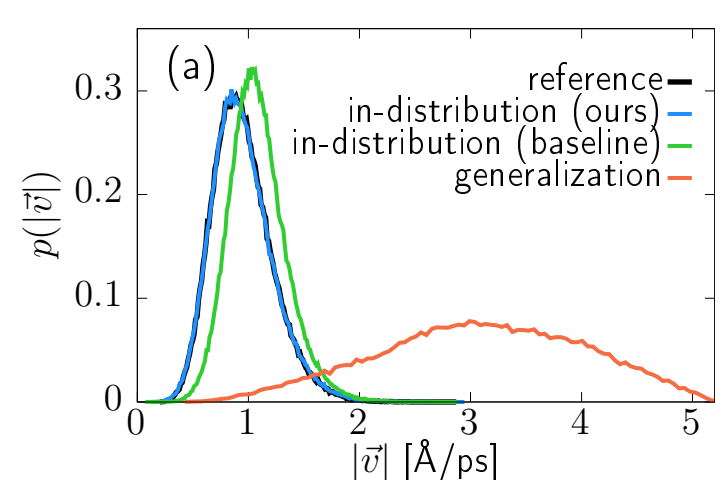 (a)
reference
in-distribution (ours)
in-distribution (baseline)
generalization
p(|v⃗|)
0.3
0.2
0.1
0
0 1 2 3 4 5
|v⃗| [Å/ps]